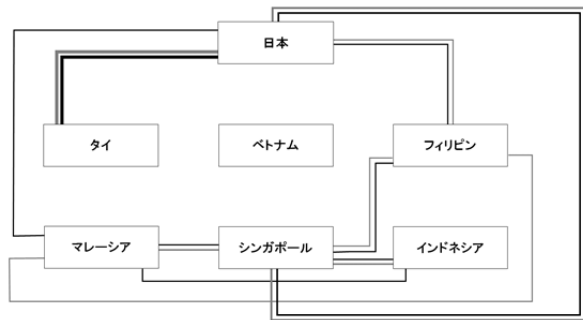 日本
タイ
ベトナム
フィリピン
マレーシア
シンガポール
インドネシア